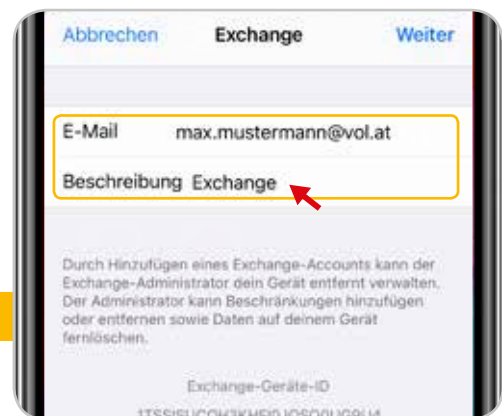 Abbrechen Exchange Weiter
E-Mail max.mustermann@vol.at
Beschreibung Exchange
Durch Hinzufügen eines Exchange-Accounts kann der
Exchange-Administrator dein Gerät entfernt verwalten.
Der Administrator kann Beschränkungen hinzufügen
oder entfernen sowie Daten auf deinem Gerät
fernlöschen.
Exchange-Geräte-ID